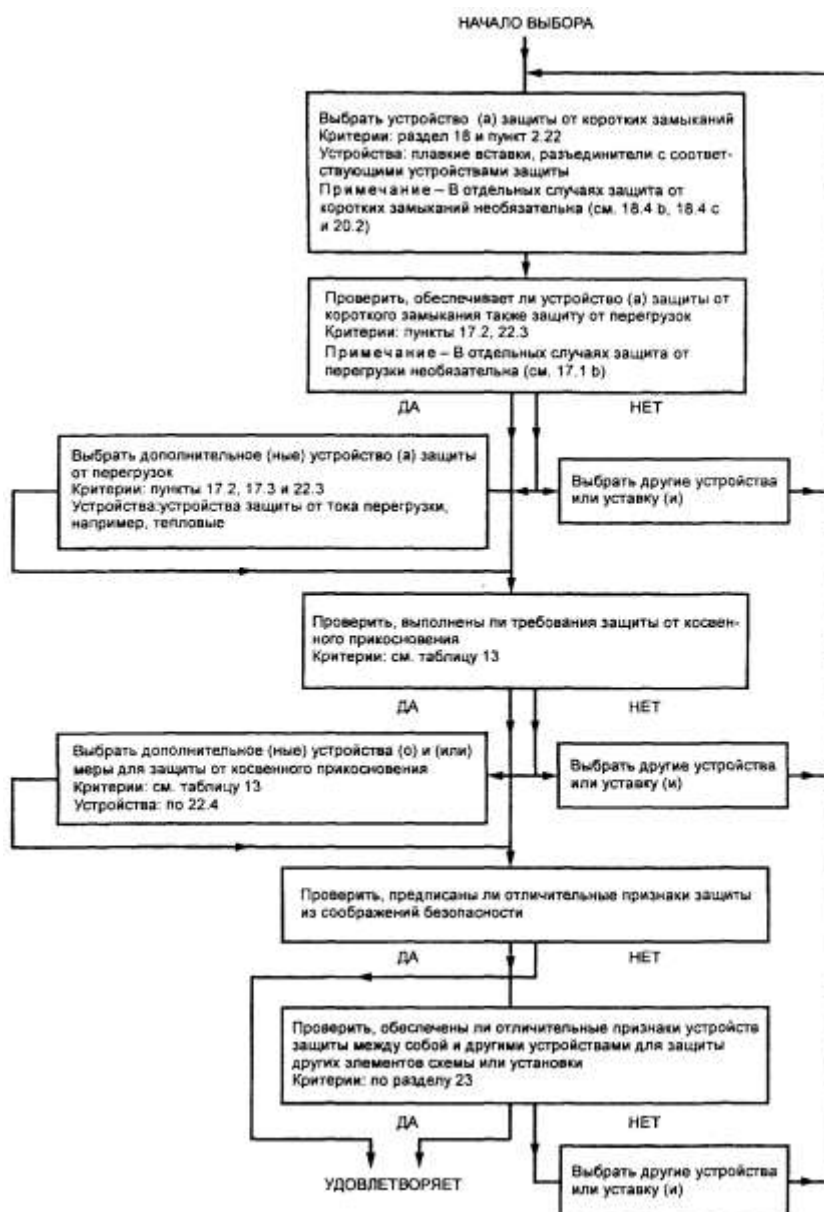 НАЧАЛО ВЫБОРА
Выбрать устройство (а) защиты от коротких замыканий
Критерии: раздел 18 и пункт 2.22
Устройства: плавкие вставки, разъединители с соответ-
ствующими устройствами защиты
Примечание – В отдельных случаях защита от
коротких замыканий необязательна (см. 18.4 b, 18.4 c
и 20.2)
Проверить, обеспечивает ли устройство (а) защиты от
короткого замыкания также защиту от перегрузок
Критерии: пункты 17.2, 22.3
Примечание – В отдельных случаях защита от
перегрузки необязательна (см. 17.1 b)
ДА
НЕТ
Выбрать дополнительное (ные) устройство (а) защиты
от перегрузок
Критерии: пункты 17.2, 17.3 и 22.3
Устройства:устройства защиты от тока перегрузки,
например, тепловые
Выбрать другие устройства
или уставку (и)
Проверить, выполнены ли требования защиты от косвен-
ного прикосновения
Критерии: см. таблицу 13
ДА
НЕТ
Выбрать дополнительное (ные) устройства (о) и (или)
меры для защиты от косвенного прикосновения
Критерии: см. таблицу 13
Устройства: по 22.4
Выбрать другие устройства
или уставку (и)
Проверить, предписаны ли отличительные признаки защиты
из соображений безопасности
ДА
НЕТ
Проверить, обеспечены ли отличительные признаки устройств
защиты между собой и другими устройствами для защиты
других элементов схемы или установки
Критерии: по разделу 23
ДА
НЕТ
УДОВЛЕТВОРЯЕТ
Выбрать другие устройства
или уставку (и)